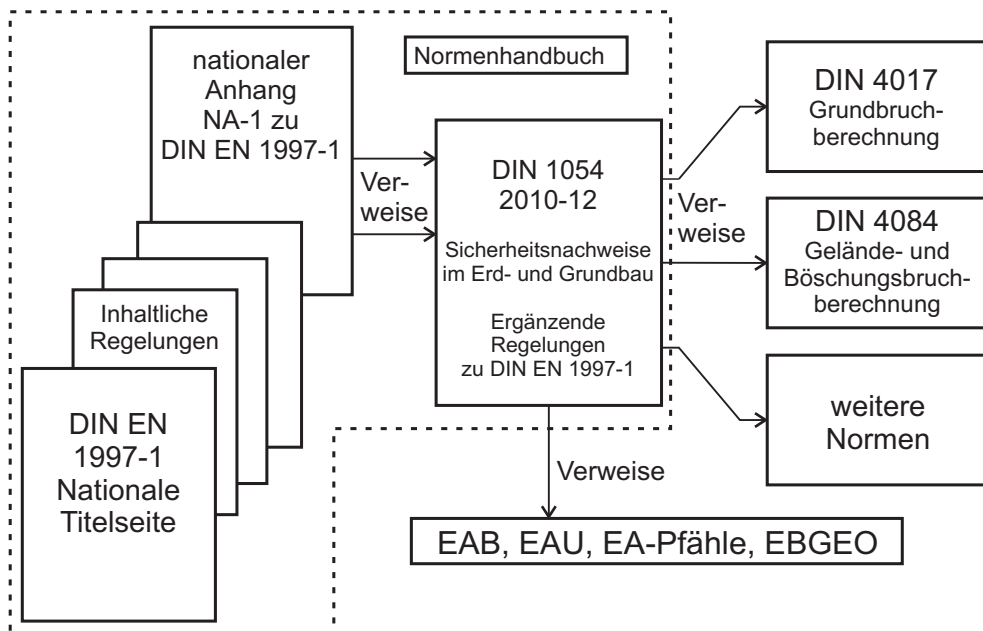 nationaler
Anhang
NA-1 zu
DIN EN 1997-1
Inhaltliche
Regelungen
DIN EN
1997-1
Nationale
Titelseite
Normenhandbuch
Ver-
weise
DIN 1054
2010-12
Sicherheitsnachweise
im Erd- und Grundbau
Ergänzende
Regelungen
zu DIN EN 1997-1
Ver-
weise
DIN 4017
Grundbruch-
berechnung
DIN 4084
Gelände- und
Böschungsbruch-
berechnung
weitere
Normen
Verweise
EAB, EAU, EA-Pfähle, EBGEO